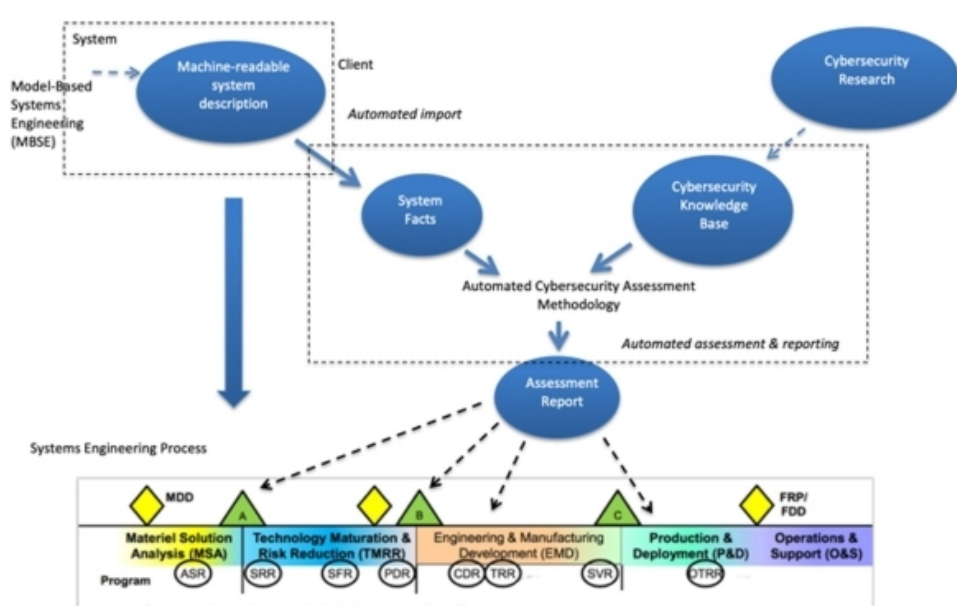 System
Machine-readable
system
description
Client
Cybersecurity
Research
Model-Based
Systems
Engineering
(MBSE)
Automated import
System
Facts
Cybersecurity
Knowledge
Base
Automated Cybersecurity Assessment
Methodology
Automated assessment & reporting
Assessment
Report
Systems Engineering Process
MDD
A
B
C
FRP/
FDD
Materiel Solution
Analysis (MSA)
Technology Maturation &
Risk Reduction (TMRR)
Engineering & Manufacturing
Development (EMD)
Production &
Deployment (P&D)
Operations &
Support (O&S)
Program
ASR
SRR
SFR
PDR
CDR
TRR
SVR
OTRR